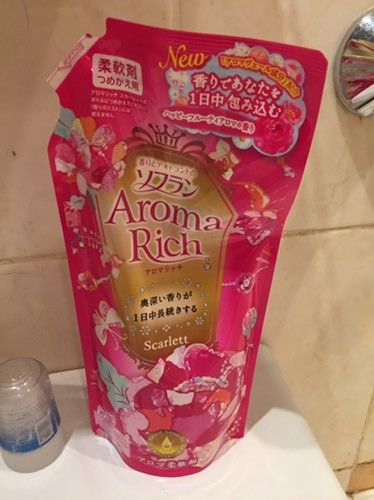 柔軟剤
つめかえ用
New
香りであなたを
1日中 包み込む
ハッピーフルーティアロマの香り
香りとデオドラントの
ソフラン
Aroma
Rich
アロマリッチ
奥深い香りが
1日中長続きする
Scarlett
アロマ柔軟剤